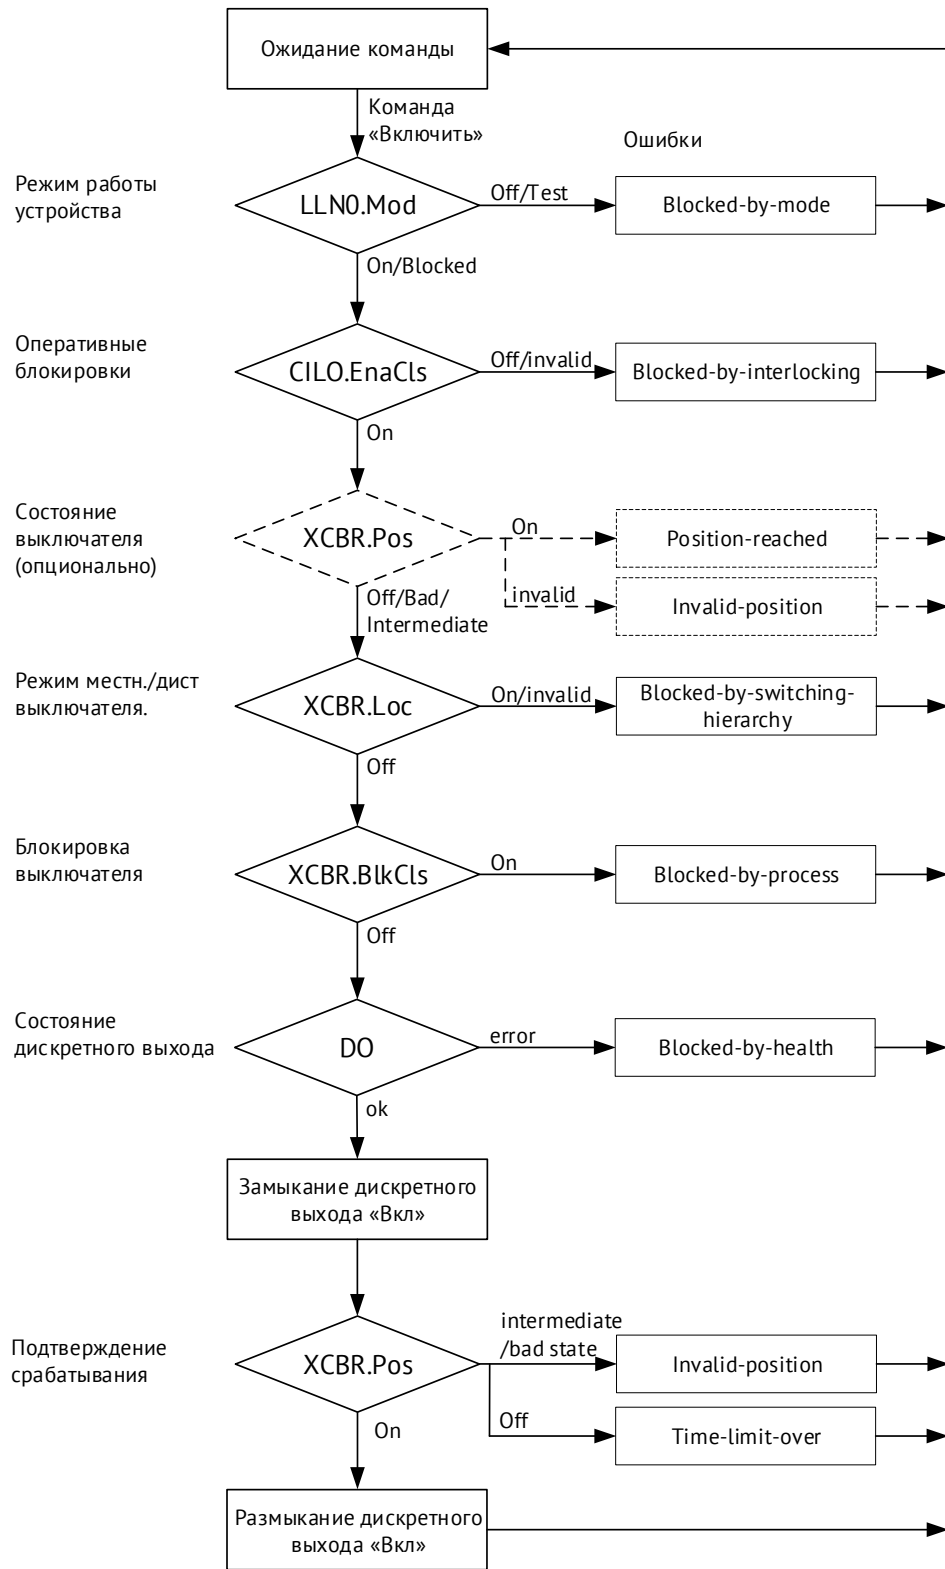 Ожидание команды
Команда
«Включить»
Ошибки
Режим работы
устройства
LLN0.Mod
Off/Test
Blocked-by-mode
On/Blocked
Оперативные
блокировки
CILO.EnaCls
Off/invalid
Blocked-by-interlocking
On
Состояние
выключателя
(опционально)
XCBR.Pos
On
Position-reached
invalid
Invalid-position
Off/Bad/
Intermediate
Режим местн./дист
выключателя.
XCBR.Loc
On/invalid
Blocked-by-switching-
hierarchy
Off
Блокировка
выключателя
XCBR.BlkCls
On
Blocked-by-process
Off
Состояние
дискретного выхода
DO
error
Blocked-by-health
ok
Замыкание дискретного
выхода «Вкл»
Подтверждение
срабатывания
XCBR.Pos
intermediate
/bad state
Invalid-position
Off
Time-limit-over
On
Размыкание дискретного
выхода «Вкл»